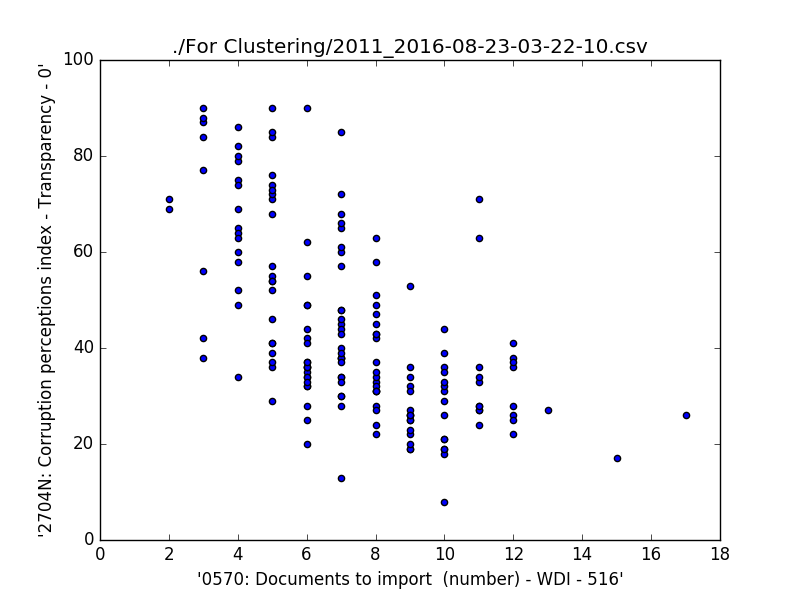 ./For Clustering/2011_2016-08-23-03-22-10.csv
100
80
60
40
20
0
'2704N: Corruption perceptions index - Transparency - 0'
0 2 4 6 8 10 12 14 16 18
'0570: Documents to import  (number) - WDI - 516'